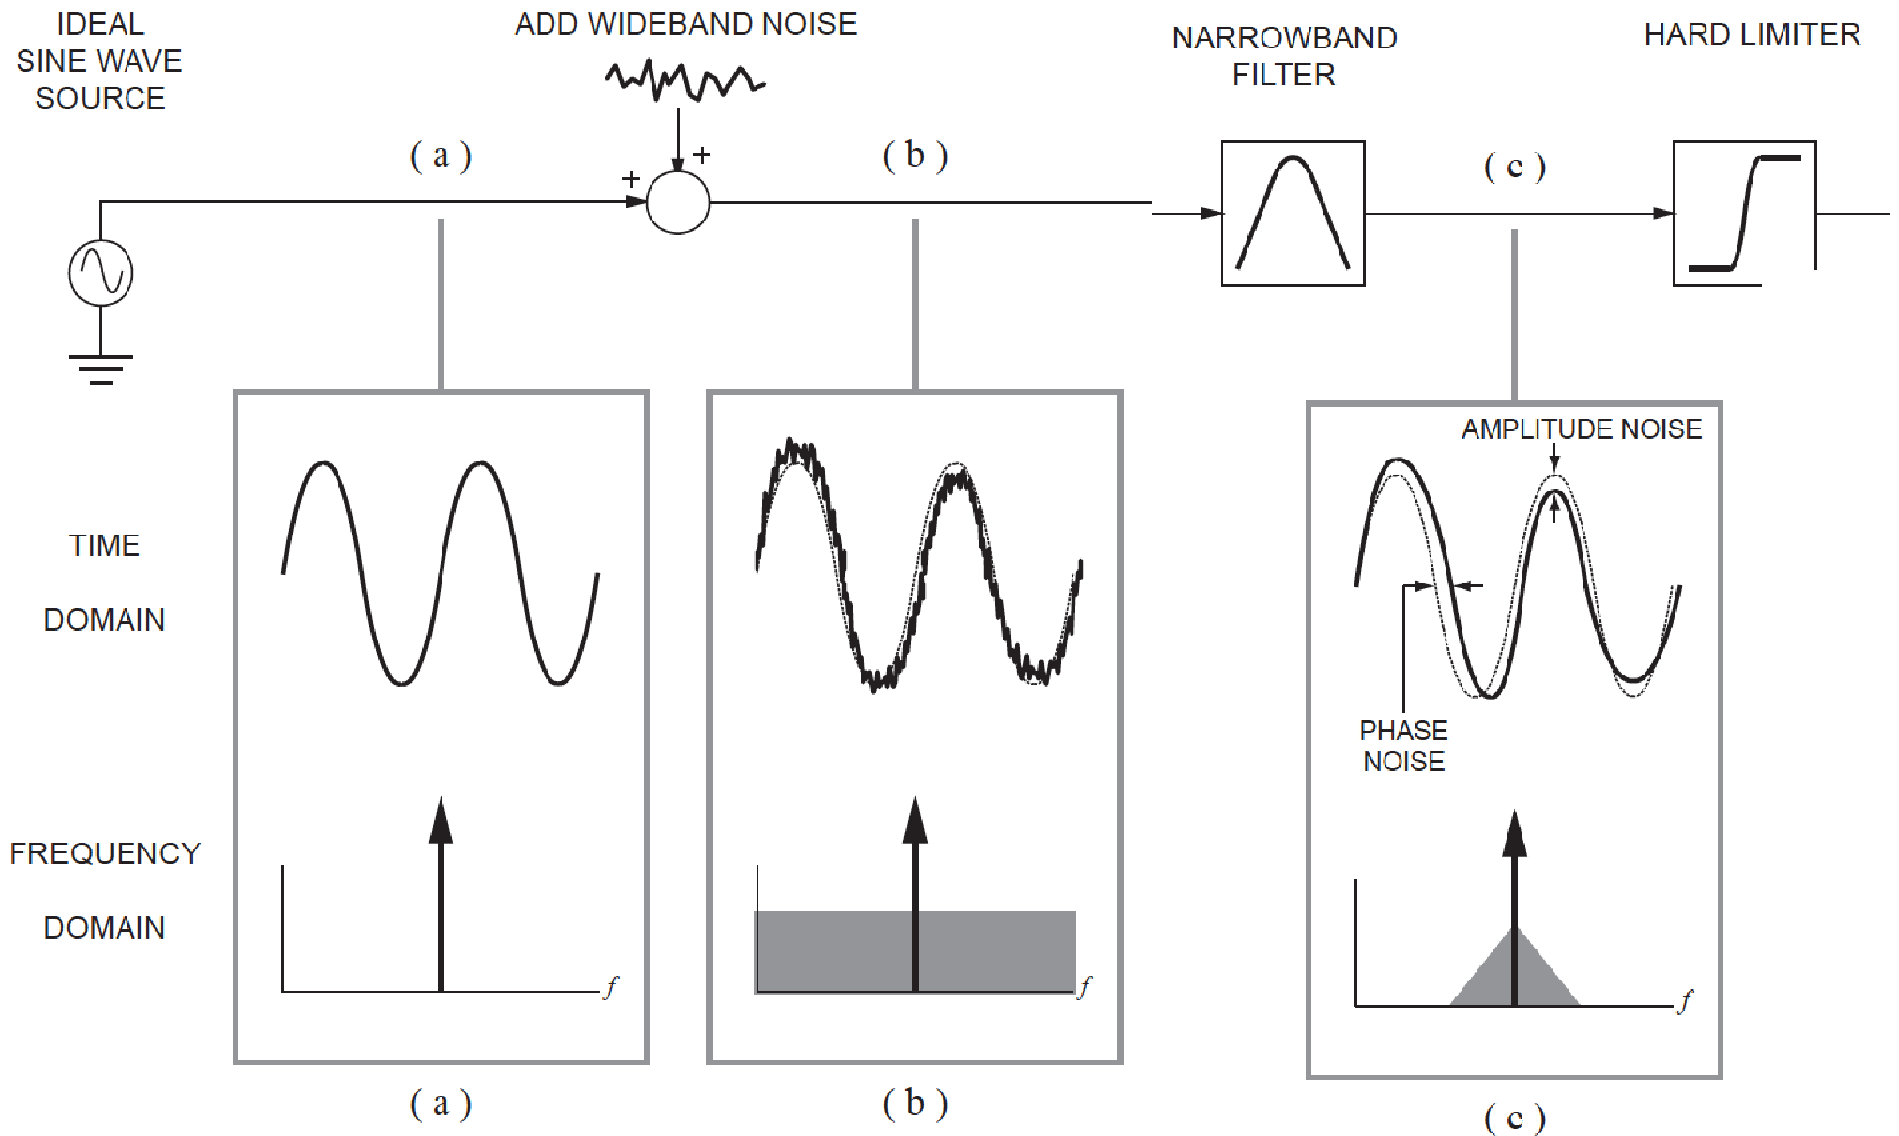 IDEAL
SINE WAVE
SOURCE
ADD WIDEBAND NOISE
NARROWBAND
FILTER
HARD LIMITER
( a )
+
+
( b )
( c )
TIME
DOMAIN
AMPLITUDE NOISE
PHASE
NOISE
FREQUENCY
DOMAIN
f
f
f
( a )
( b )
( c )